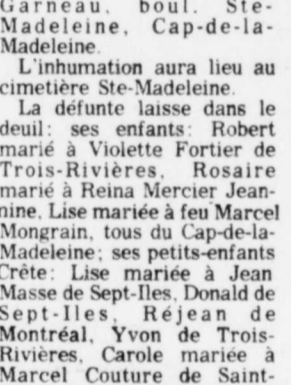 Garneau, boul. Ste-
Madeleine, Cap-de-la-
Madeleine.
L'inhumation aura lieu au
cimetière Ste-Madeleine.
La défunte laisse dans le
deuil: ses enfants: Robert
marié à Violette Fortier de
Trois-Rivières, Rosaire
marié à Reina Mercier Jean-
nine, Lise mariée à feu Marcel
Mongrain, tous du Cap-de-la-
Madeleine; ses petits-enfants
Crête: Lise mariée à Jean
Masse de Sept-Iles, Donald de
Sept-Iles, Réjean de
Montréal, Yvon de Trois-
Rivières, Carole mariée à
Marcel Couture de Saint-